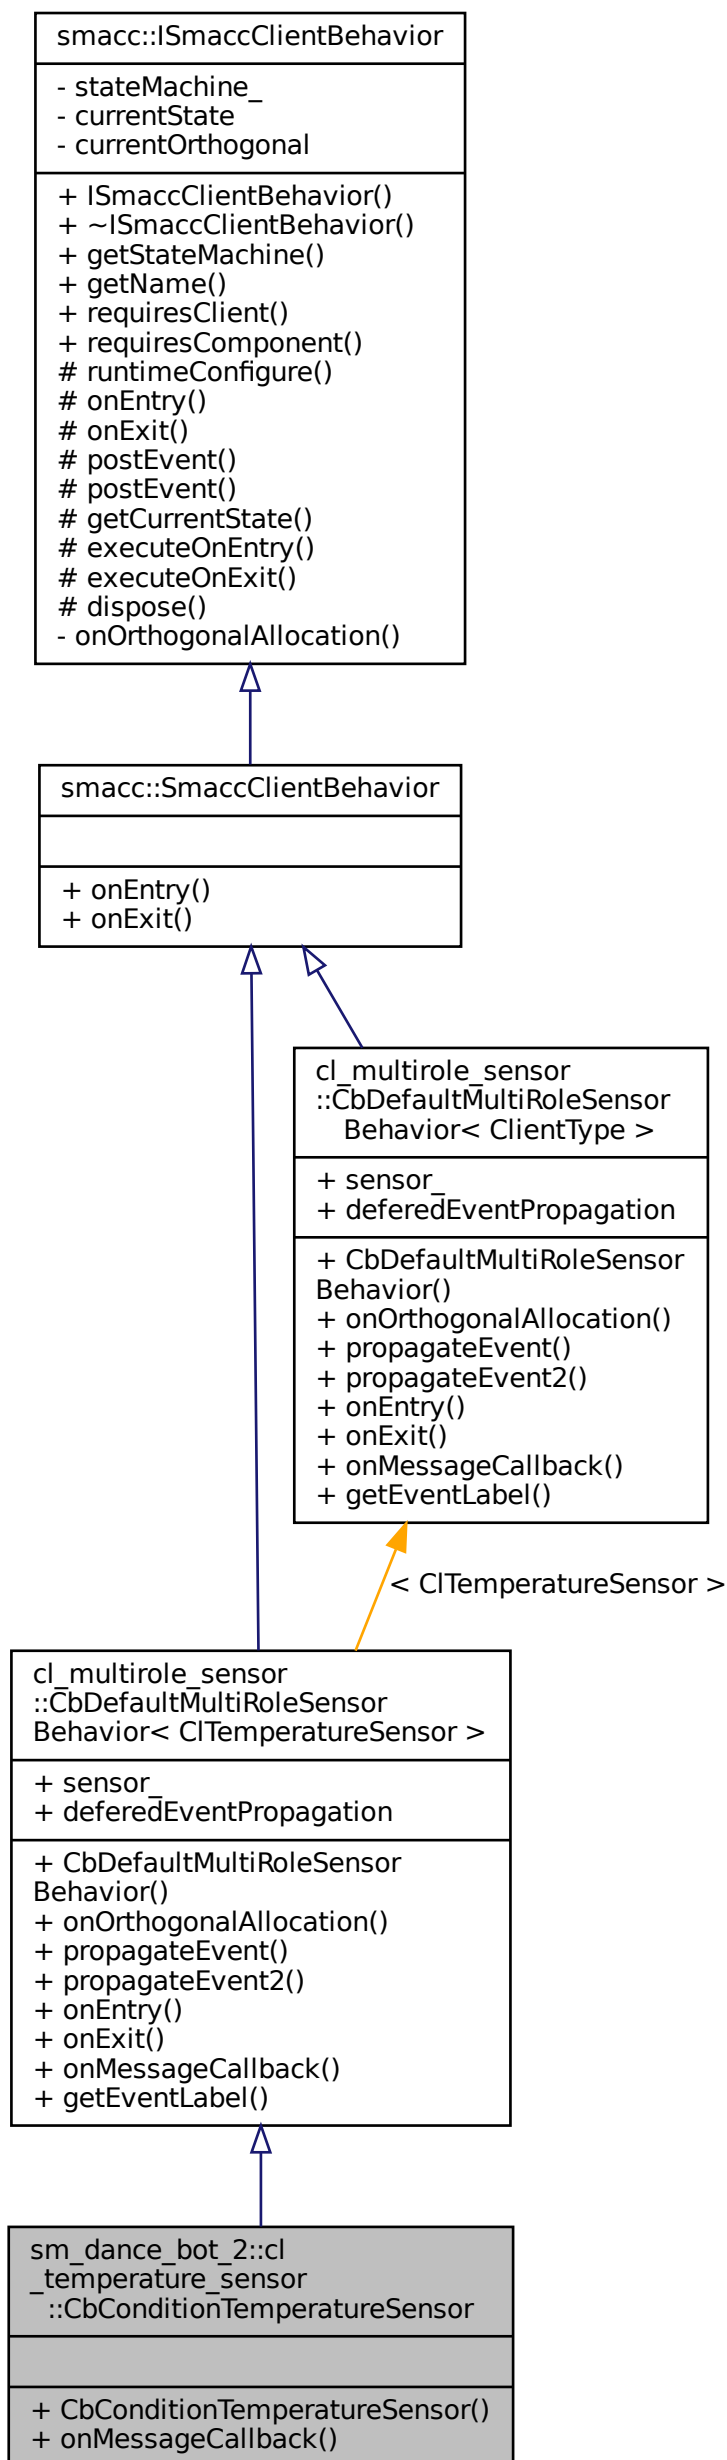 smacc::ISmaccClientBehavior
- stateMachine_
- currentState
- currentOrthogonal
+ ISmaccClientBehavior()
+ ~ISmaccClientBehavior()
+ getStateMachine()
+ getName()
+ requiresClient()
+ requiresComponent()
# runtimeConfigure()
# onEntry()
# onExit()
# postEvent()
# postEvent()
# getCurrentState()
# executeOnEntry()
# executeOnExit()
# dispose()
- onOrthogonalAllocation()
smacc::SmaccClientBehavior
+ onEntry()
+ onExit()
cl_multirole_sensor
::CbDefaultMultiRoleSensor
Behavior< ClientType >
+ sensor_
+ deferedEventPropagation
+ CbDefaultMultiRoleSensor
Behavior()
+ onOrthogonalAllocation()
+ propagateEvent()
+ propagateEvent2()
+ onEntry()
+ onExit()
+ onMessageCallback()
+ getEventLabel()
< ClTemperatureSensor >
cl_multirole_sensor
::CbDefaultMultiRoleSensor
Behavior< ClTemperatureSensor >
+ sensor_
+ deferedEventPropagation
+ CbDefaultMultiRoleSensor
Behavior()
+ onOrthogonalAllocation()
+ propagateEvent()
+ propagateEvent2()
+ onEntry()
+ onExit()
+ onMessageCallback()
+ getEventLabel()
sm_dance_bot_2::cl
_temperature_sensor
::CbConditionTemperatureSensor
+ CbConditionTemperatureSensor()
+ onMessageCallback()